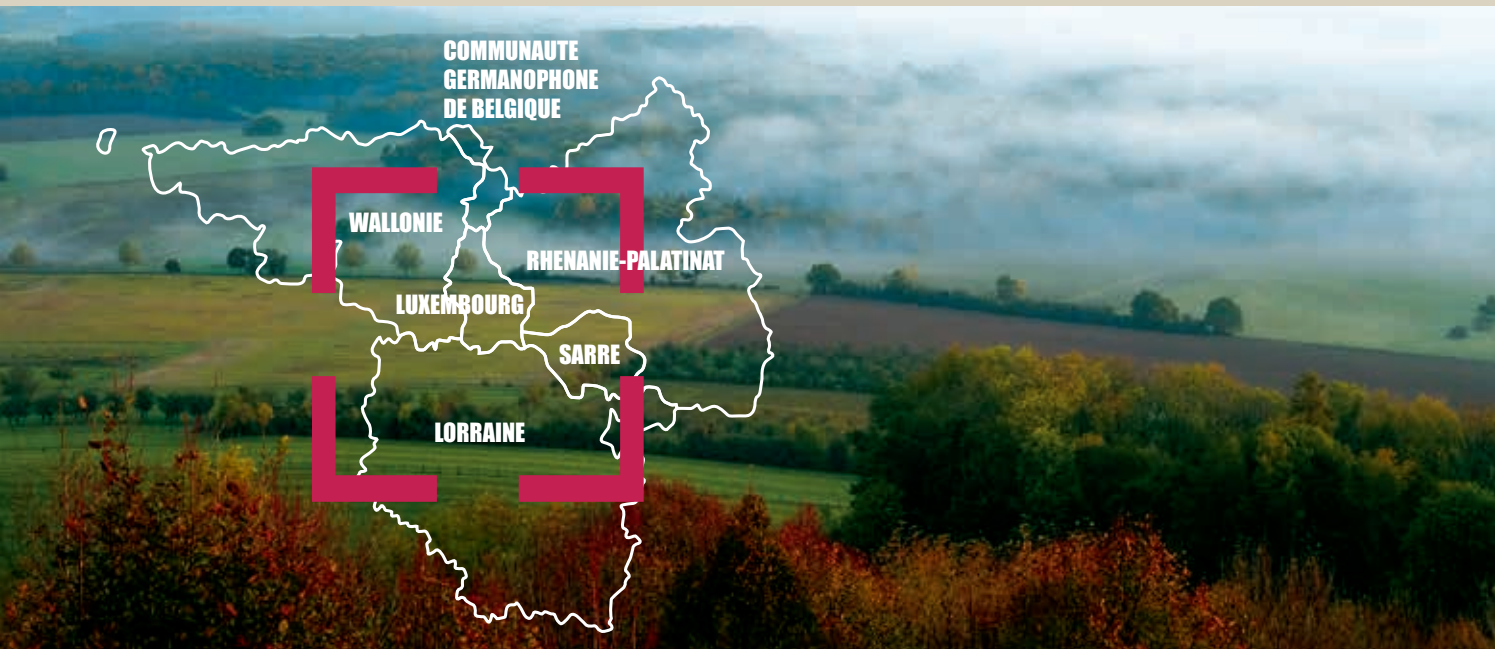 COMMUNAUTE
GERMANOPHONE
DE BELGIQUE
WALLONIE
RHENANIE-PALATINAT
LUXEMBOURG
SARRE
LORRAINE